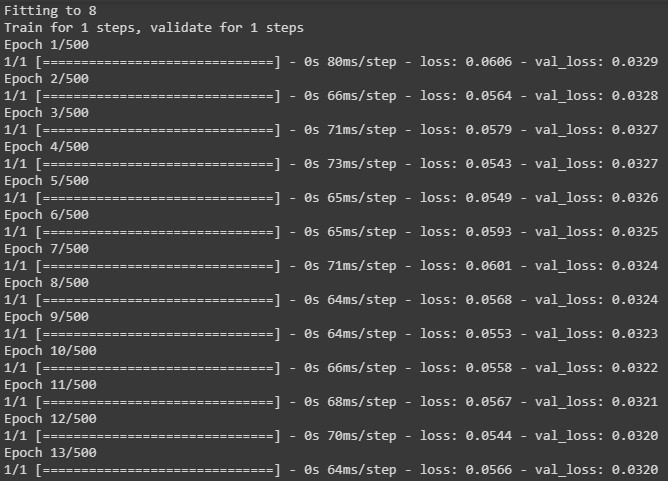 Fitting to 8
Train for 1 steps, validate for 1 steps
Epoch 1/500
1/1 [==============================] - 0s 80ms/step - loss: 0.0606 - val_loss: 0.0329
Epoch 2/500
1/1 [==============================] - 0s 66ms/step - loss: 0.0564 - val_loss: 0.0328
Epoch 3/500
1/1 [==============================] - 0s 71ms/step - loss: 0.0579 - val_loss: 0.0327
Epoch 4/500
1/1 [==============================] - 0s 73ms/step - loss: 0.0543 - val_loss: 0.0327
Epoch 5/500
1/1 [==============================] - 0s 65ms/step - loss: 0.0549 - val_loss: 0.0326
Epoch 6/500
1/1 [==============================] - 0s 65ms/step - loss: 0.0593 - val_loss: 0.0325
Epoch 7/500
1/1 [==============================] - 0s 71ms/step - loss: 0.0601 - val_loss: 0.0324
Epoch 8/500
1/1 [==============================] - 0s 64ms/step - loss: 0.0568 - val_loss: 0.0324
Epoch 9/500
1/1 [==============================] - 0s 64ms/step - loss: 0.0553 - val_loss: 0.0323
Epoch 10/500
1/1 [==============================] - 0s 66ms/step - loss: 0.0558 - val_loss: 0.0322
Epoch 11/500
1/1 [==============================] - 0s 68ms/step - loss: 0.0567 - val_loss: 0.0321
Epoch 12/500
1/1 [==============================] - 0s 70ms/step - loss: 0.0544 - val_loss: 0.0320
Epoch 13/500
1/1 [==============================] - 0s 64ms/step - loss: 0.0566 - val_loss: 0.0320